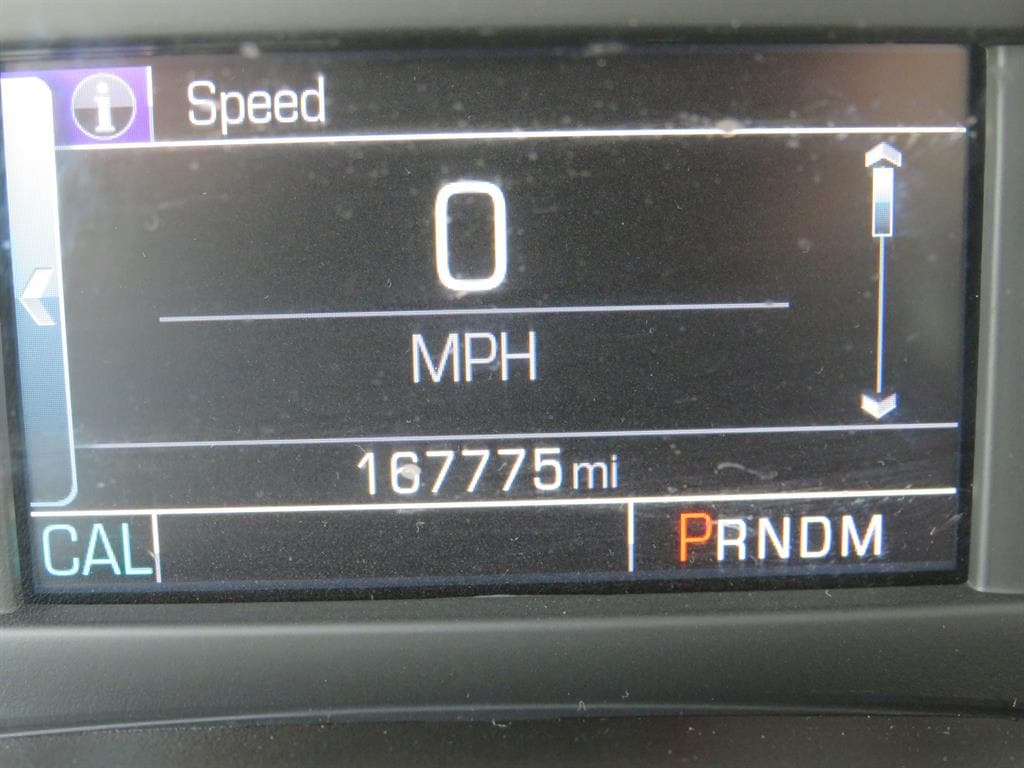 i Speed
0
MPH
167775 mi
CAL PRNDM